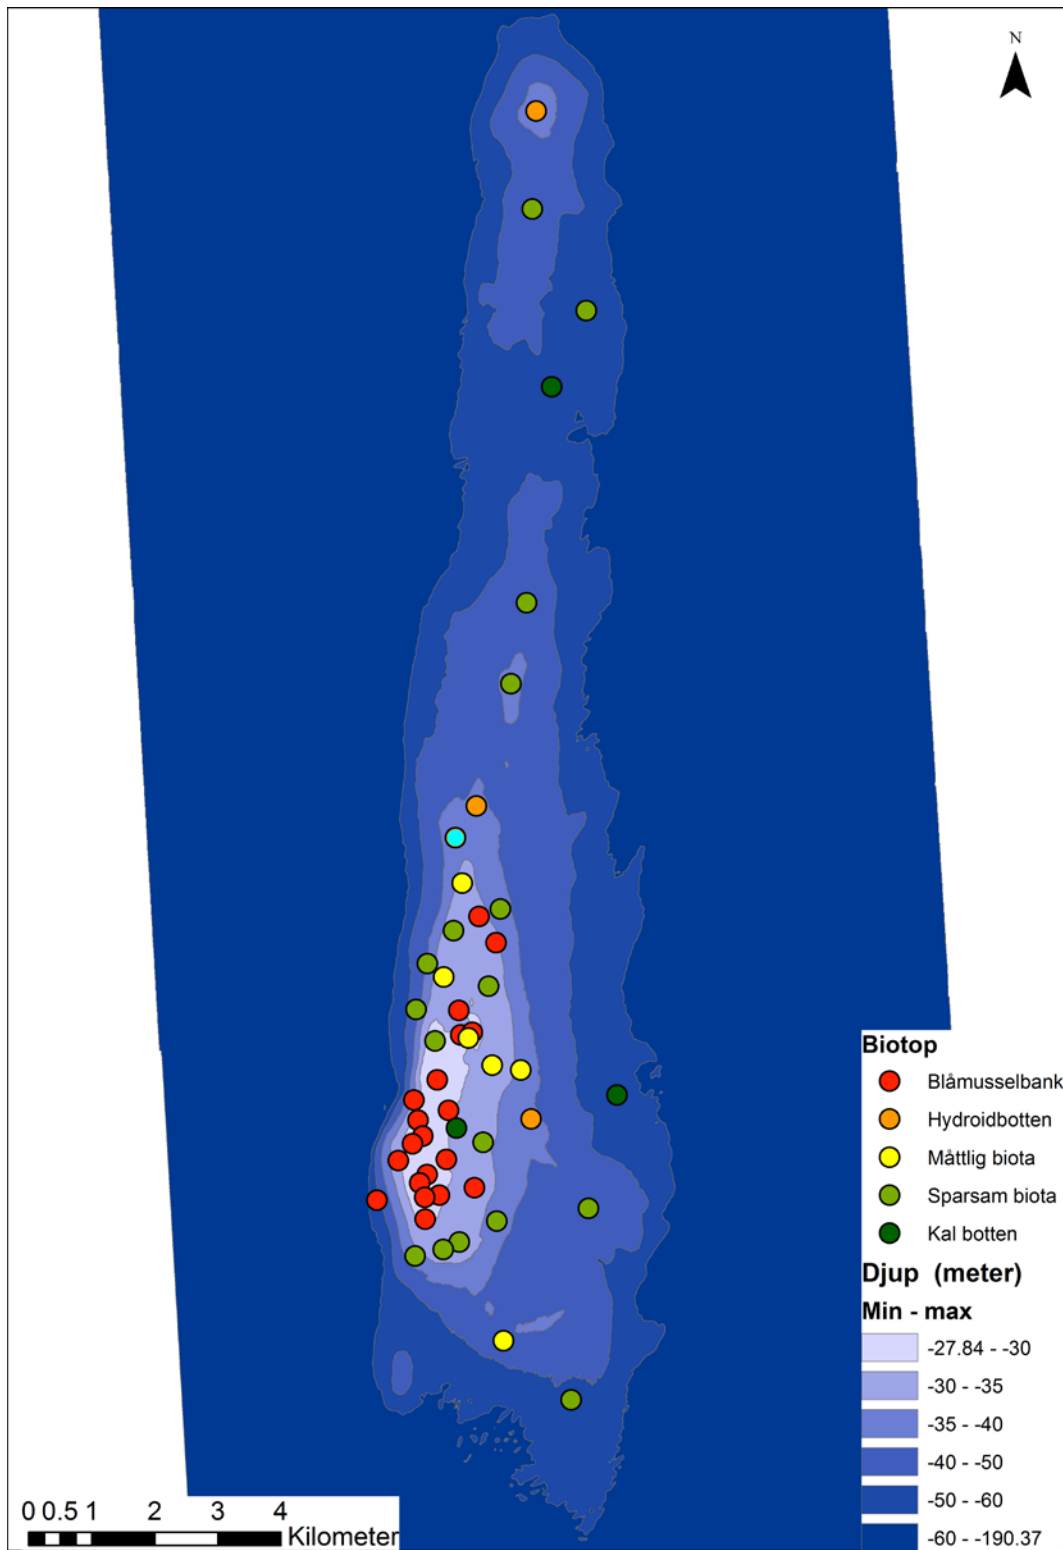 N
Biotop
Blåmusselbank
Hydroidbotten
Måttlig biota
Sparsam biota
Kal botten
Djup (meter)
Min - max
-27.84 - -30
-30 - -35
-35 - -40
-40 - -50
-50 - -60
-60 - -190.37
0 0.5 1 2 3 4
Kilometer